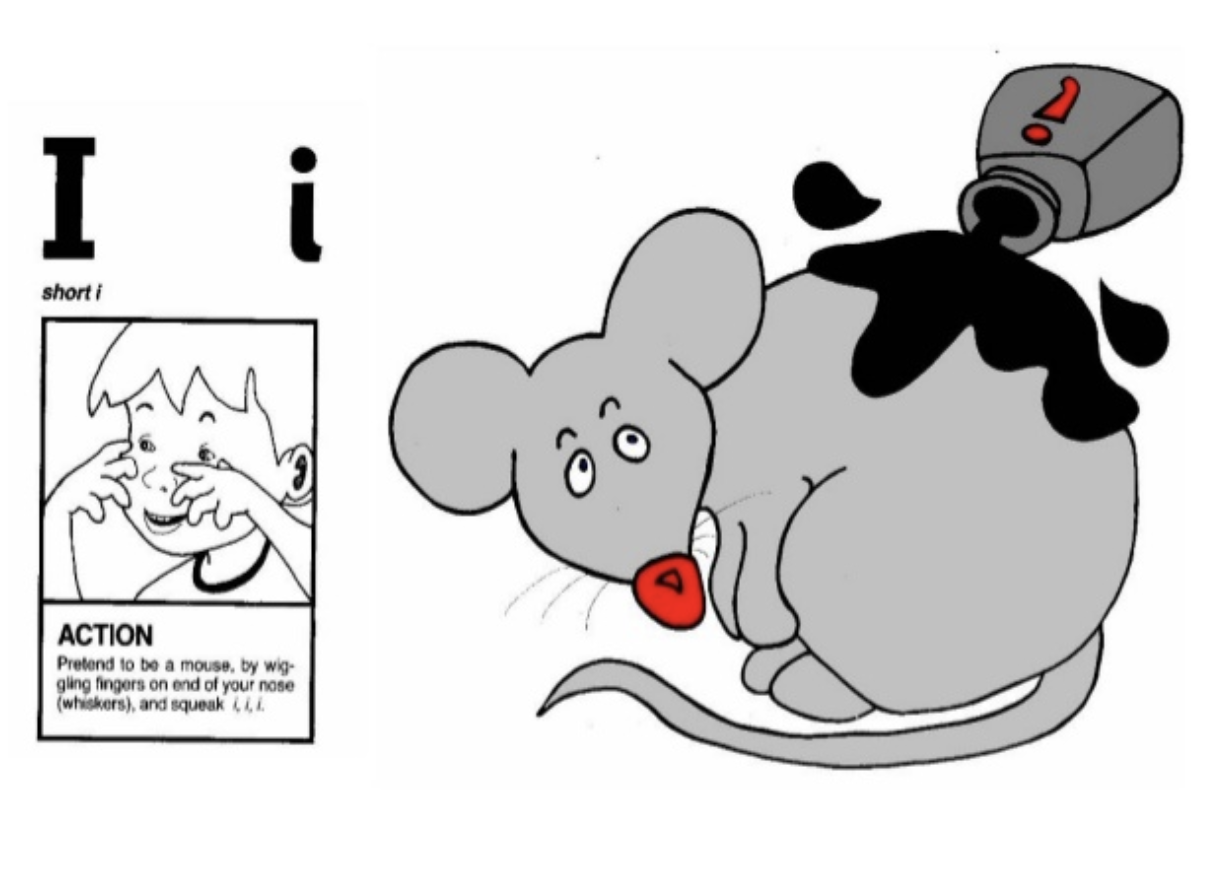 I i
short i
ACTION
Pretend to be a mouse, by wig-
gling fingers on end of your nose
(whiskers), and squeak i, i, i.
i